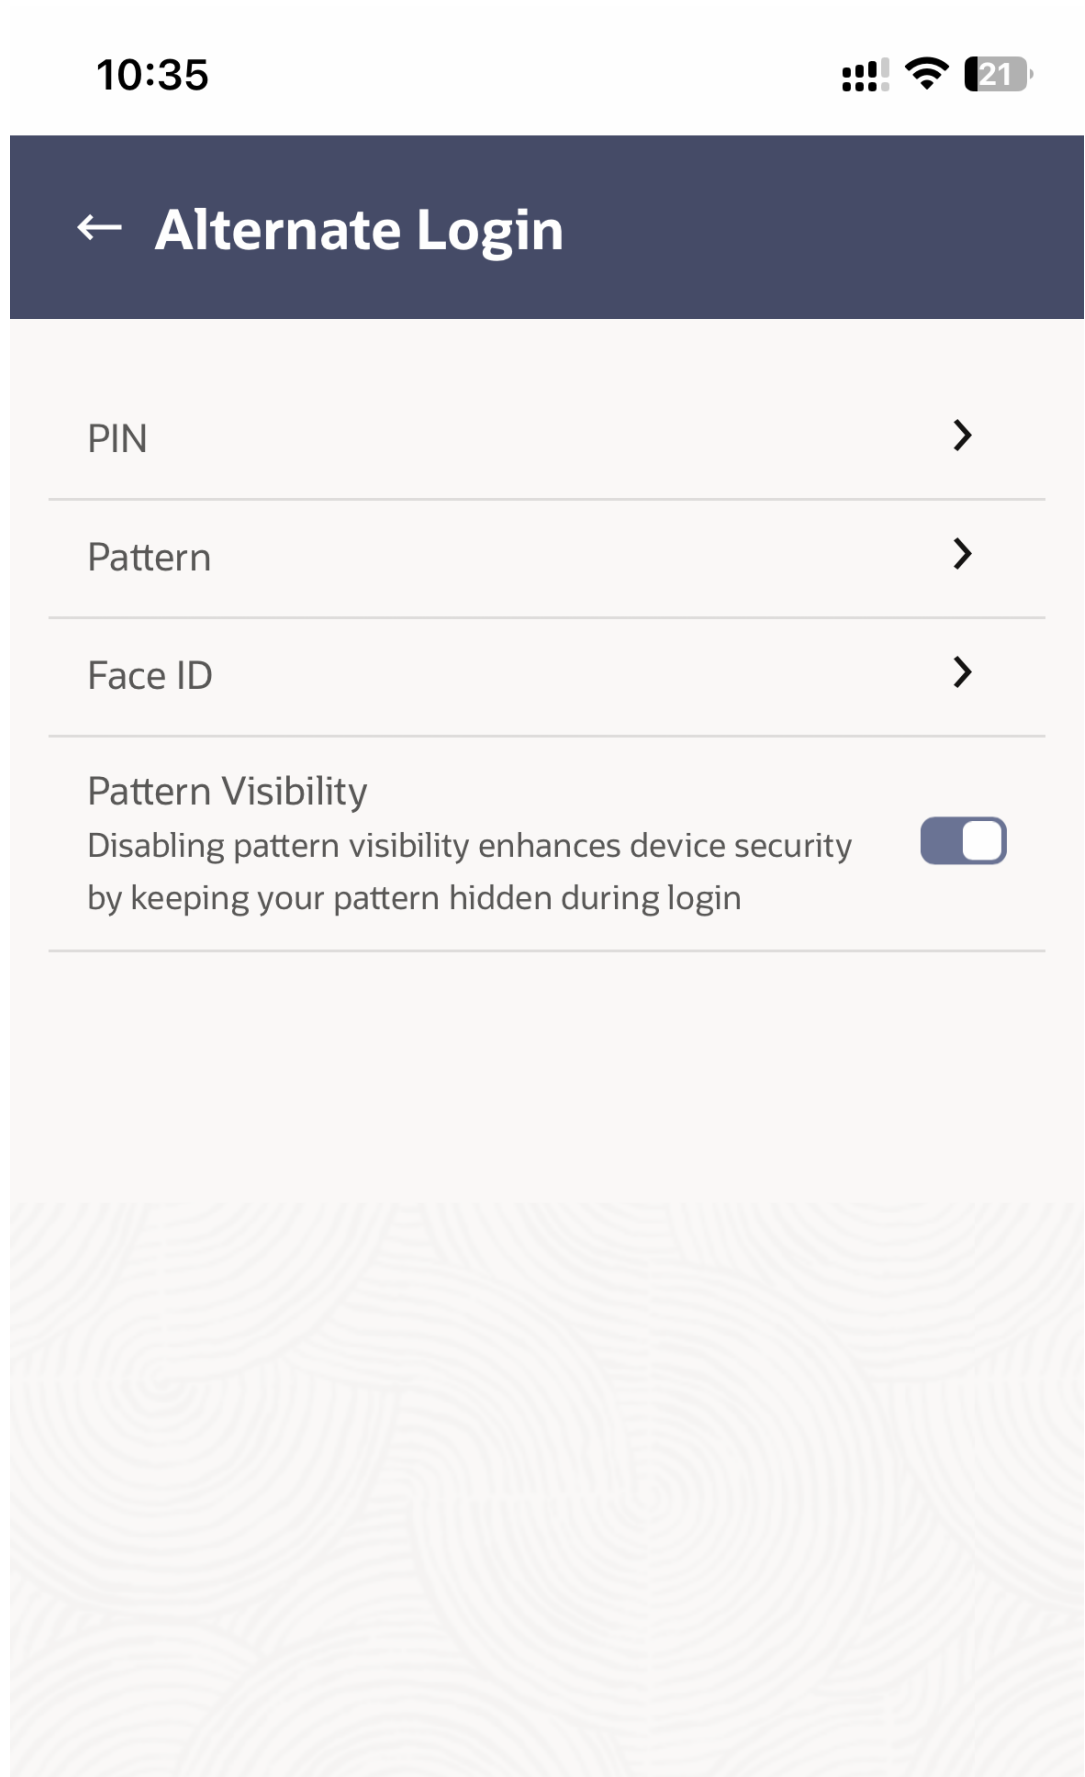 10:35
21
← Alternate Login
PIN
Pattern
Face ID
Pattern Visibility
Disabling pattern visibility enhances device security
by keeping your pattern hidden during login